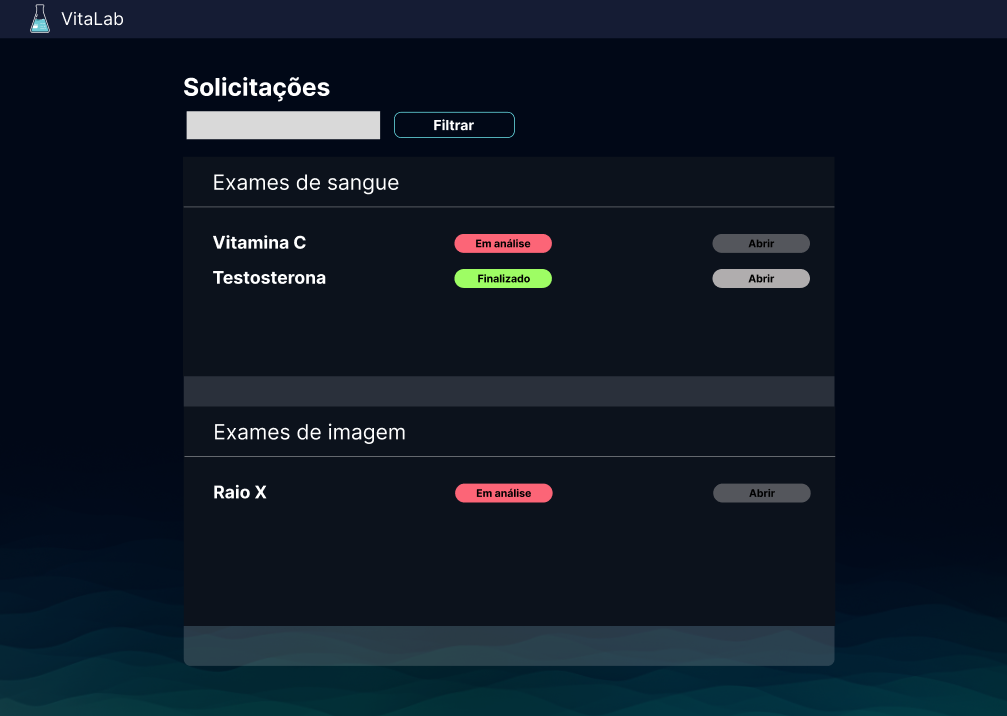 VitaLab
Solicitações
Filtrar
Exames de sangue
Vitamina C Em análise Abrir
Testosterona Finalizado Abrir
Exames de imagem
Raio X Em análise Abrir